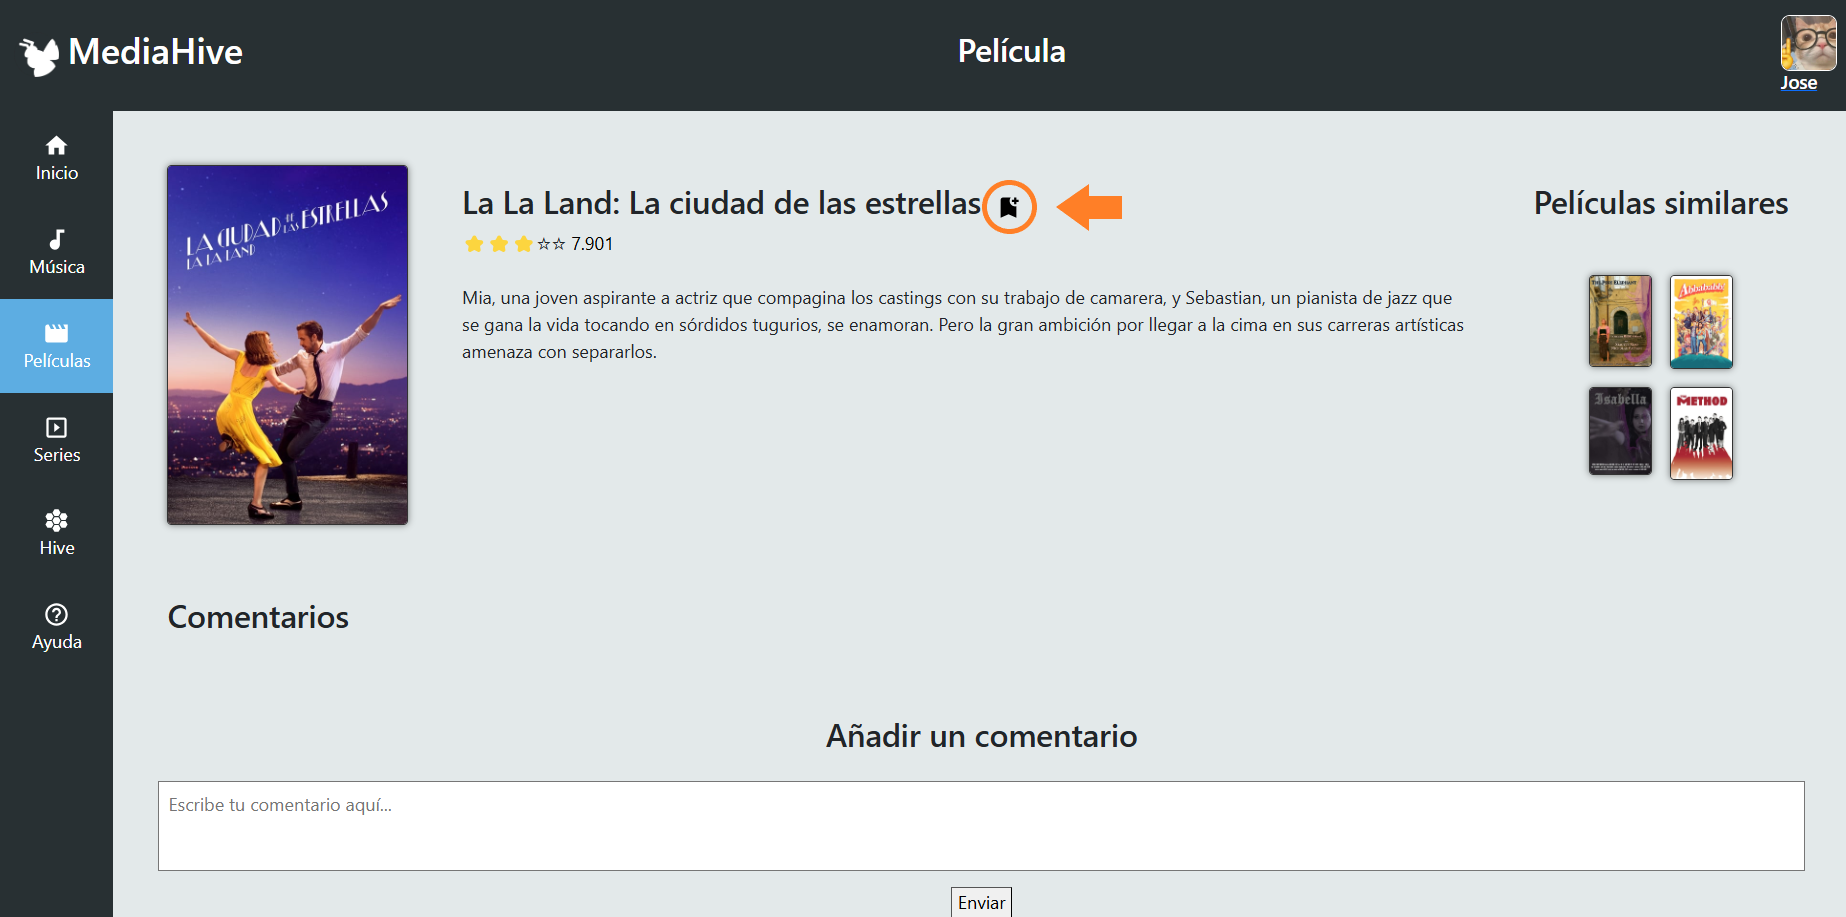 MediaHive
Película
Jose
Inicio
Música
Películas
Series
Hive
Ayuda
LA CIUDAD DE LAS ESTRELLAS
LA LA LAND
La La Land: La ciudad de las estrellas
7.901
Mia, una joven aspirante a actriz que compagina los castings con su trabajo de camarera, y Sebastian, un pianista de jazz que
se gana la vida tocando en sórdidos tugurios, se enamoran. Pero la gran ambición por llegar a la cima en sus carreras artísticas
amenaza con separarlos.
Películas similares
Isabella
METHOD
Comentarios
Añadir un comentario
Escribe tu comentario aquí...
Enviar